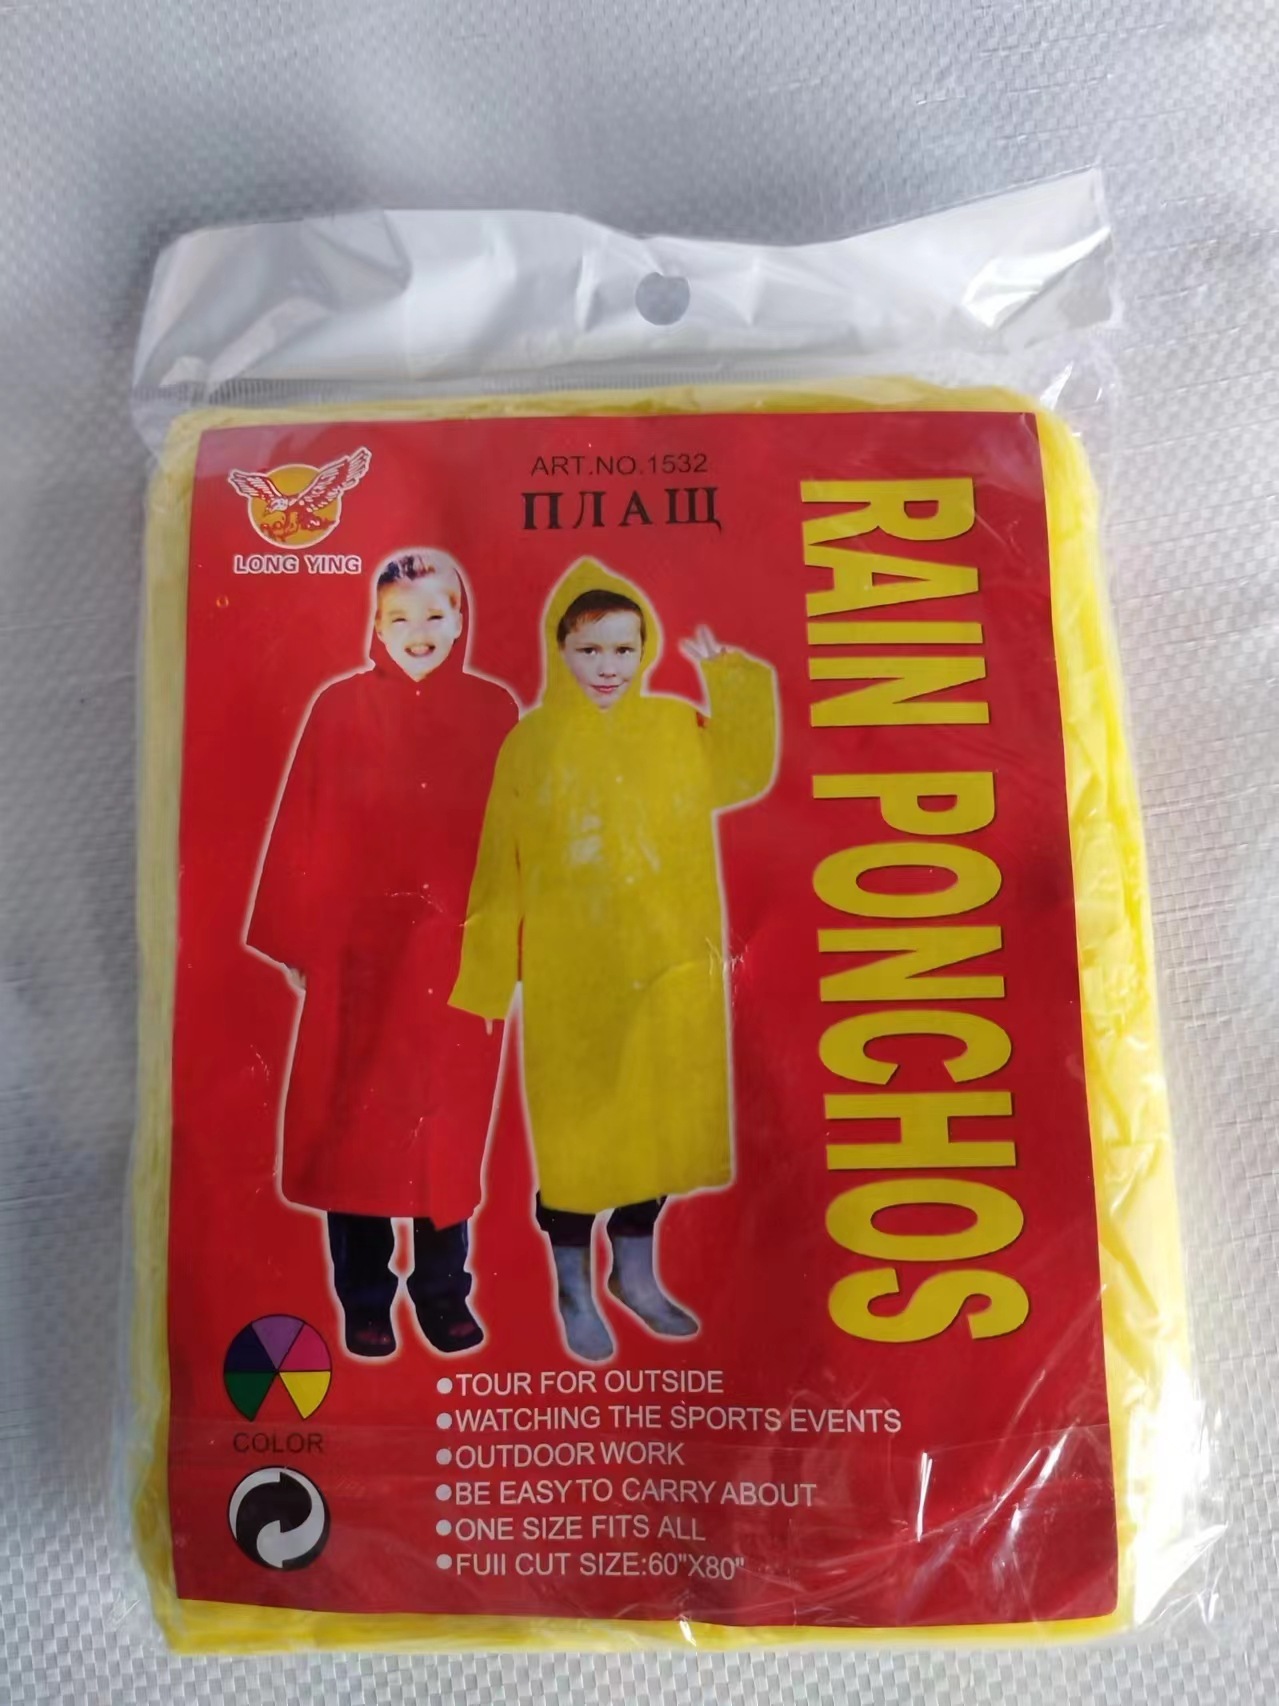 LONG YING
ART.NO.1532
ПЛАЩ
RAIN PONCHOS
COLOR
●TOUR FOR OUTSIDE
●WATCHING THE SPORTS EVENTS
●OUTDOOR WORK
●BE EASY TO CARRY ABOUT
●ONE SIZE FITS ALL
●FUII CUT SIZE:60"X80"